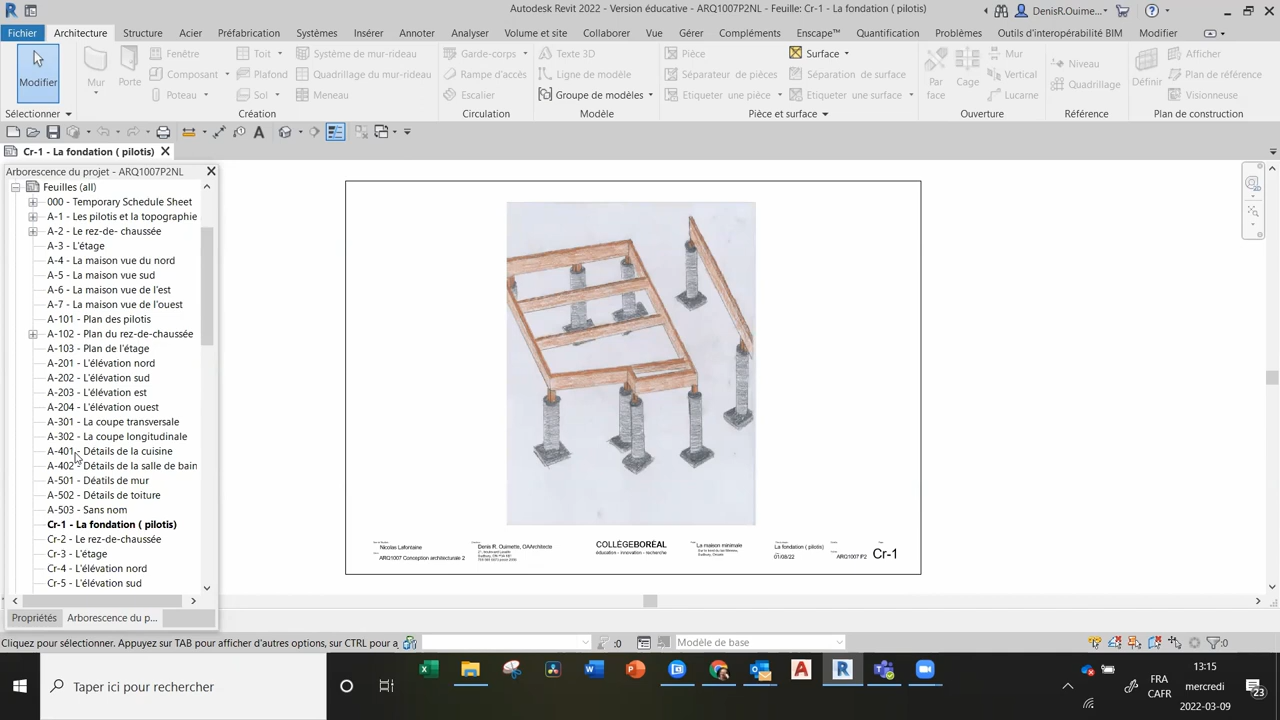 Autodesk Revit 2022 - Version éducative - ARQ1007P2NL - Feuille: Cr-1 - La fondation ( pilotis)
DenisR.Ouime...
Fichier Architecture Structure Acier Préfabrication Systèmes Insérer Annoter Analyser Volume et site Collaborer Vue Gérer Compléments Enscape™ Quantification Problèmes Outils d'interopérabilité BIM Modifier
Modifier
Sélectionner
Mur
Porte
Fenêtre
Composant
Poteau
Toit
Plafond
Sol
Système de mur-rideau
Quadrillage du mur-rideau
Meneau
Création
Garde-corps
Rampe d'accès
Escalier
Circulation
Texte 3D
Ligne de modèle
Groupe de modèles
Modèle
Pièce
Séparateur de pièces
Etiqueter une pièce
Surface
Séparation de surface
Etiqueter une surface
Pièce et surface
Par face
Cage
Mur
Vertical
Lucarne
Ouverture
Niveau
Quadrillage
Référence
Définir
Afficher
Plan de référence
Visionneuse
Plan de construction
Cr-1 - La fondation ( pilotis)
Arborescence du projet - ARQ1007P2NL
Feuilles (all)
000 - Temporary Schedule Sheet
A-1 - Les pilotis et la topographie
A-2 - Le rez-de- chaussée
A-3 - L'étage
A-4 - La maison vue du nord
A-5 - La maison vue sud
A-6 - La maison vue de l'est
A-7 - La maison vue de l'ouest
A-101 - Plan des pilotis
A-102 - Plan du rez-de-chaussée
A-103 - Plan de l'étage
A-201 - L'élévation nord
A-202 - L'élévation sud
A-203 - L'élévation est
A-204 - L'élévation ouest
A-301 - La coupe transversale
A-302 - La coupe longitudinale
A-401 - Détails de la cuisine
A-402 - Détails de la salle de bain
A-501 - Déatils de mur
A-502 - Détails de toiture
A-503 - Sans nom
Cr-1 - La fondation ( pilotis)
Cr-2 - Le rez-de-chaussée
Cr-3 - L'étage
Cr-4 - L'élévation nord
Cr-5 - L'élévation sud
Nicolas Lafontaine
ARQ1007 Conception architecturale 2
Denis R. Ouimette, OAArchitecte
COLLÈGEBORÉAL
éducation - innovation - recherche
La maison minimale
La fondation ( pilotis)
01/08/22
ARQ1007 P2
Cr-1
Propriétés
Arborescence du p...
Cliquez pour sélectionner. Appuyez sur TAB pour afficher d'autres options, sur CTRL pour a
:0
Modèle de base
:0
Taper ici pour rechercher
FRA
CAFR
13:15
mercredi
2022-03-09
23